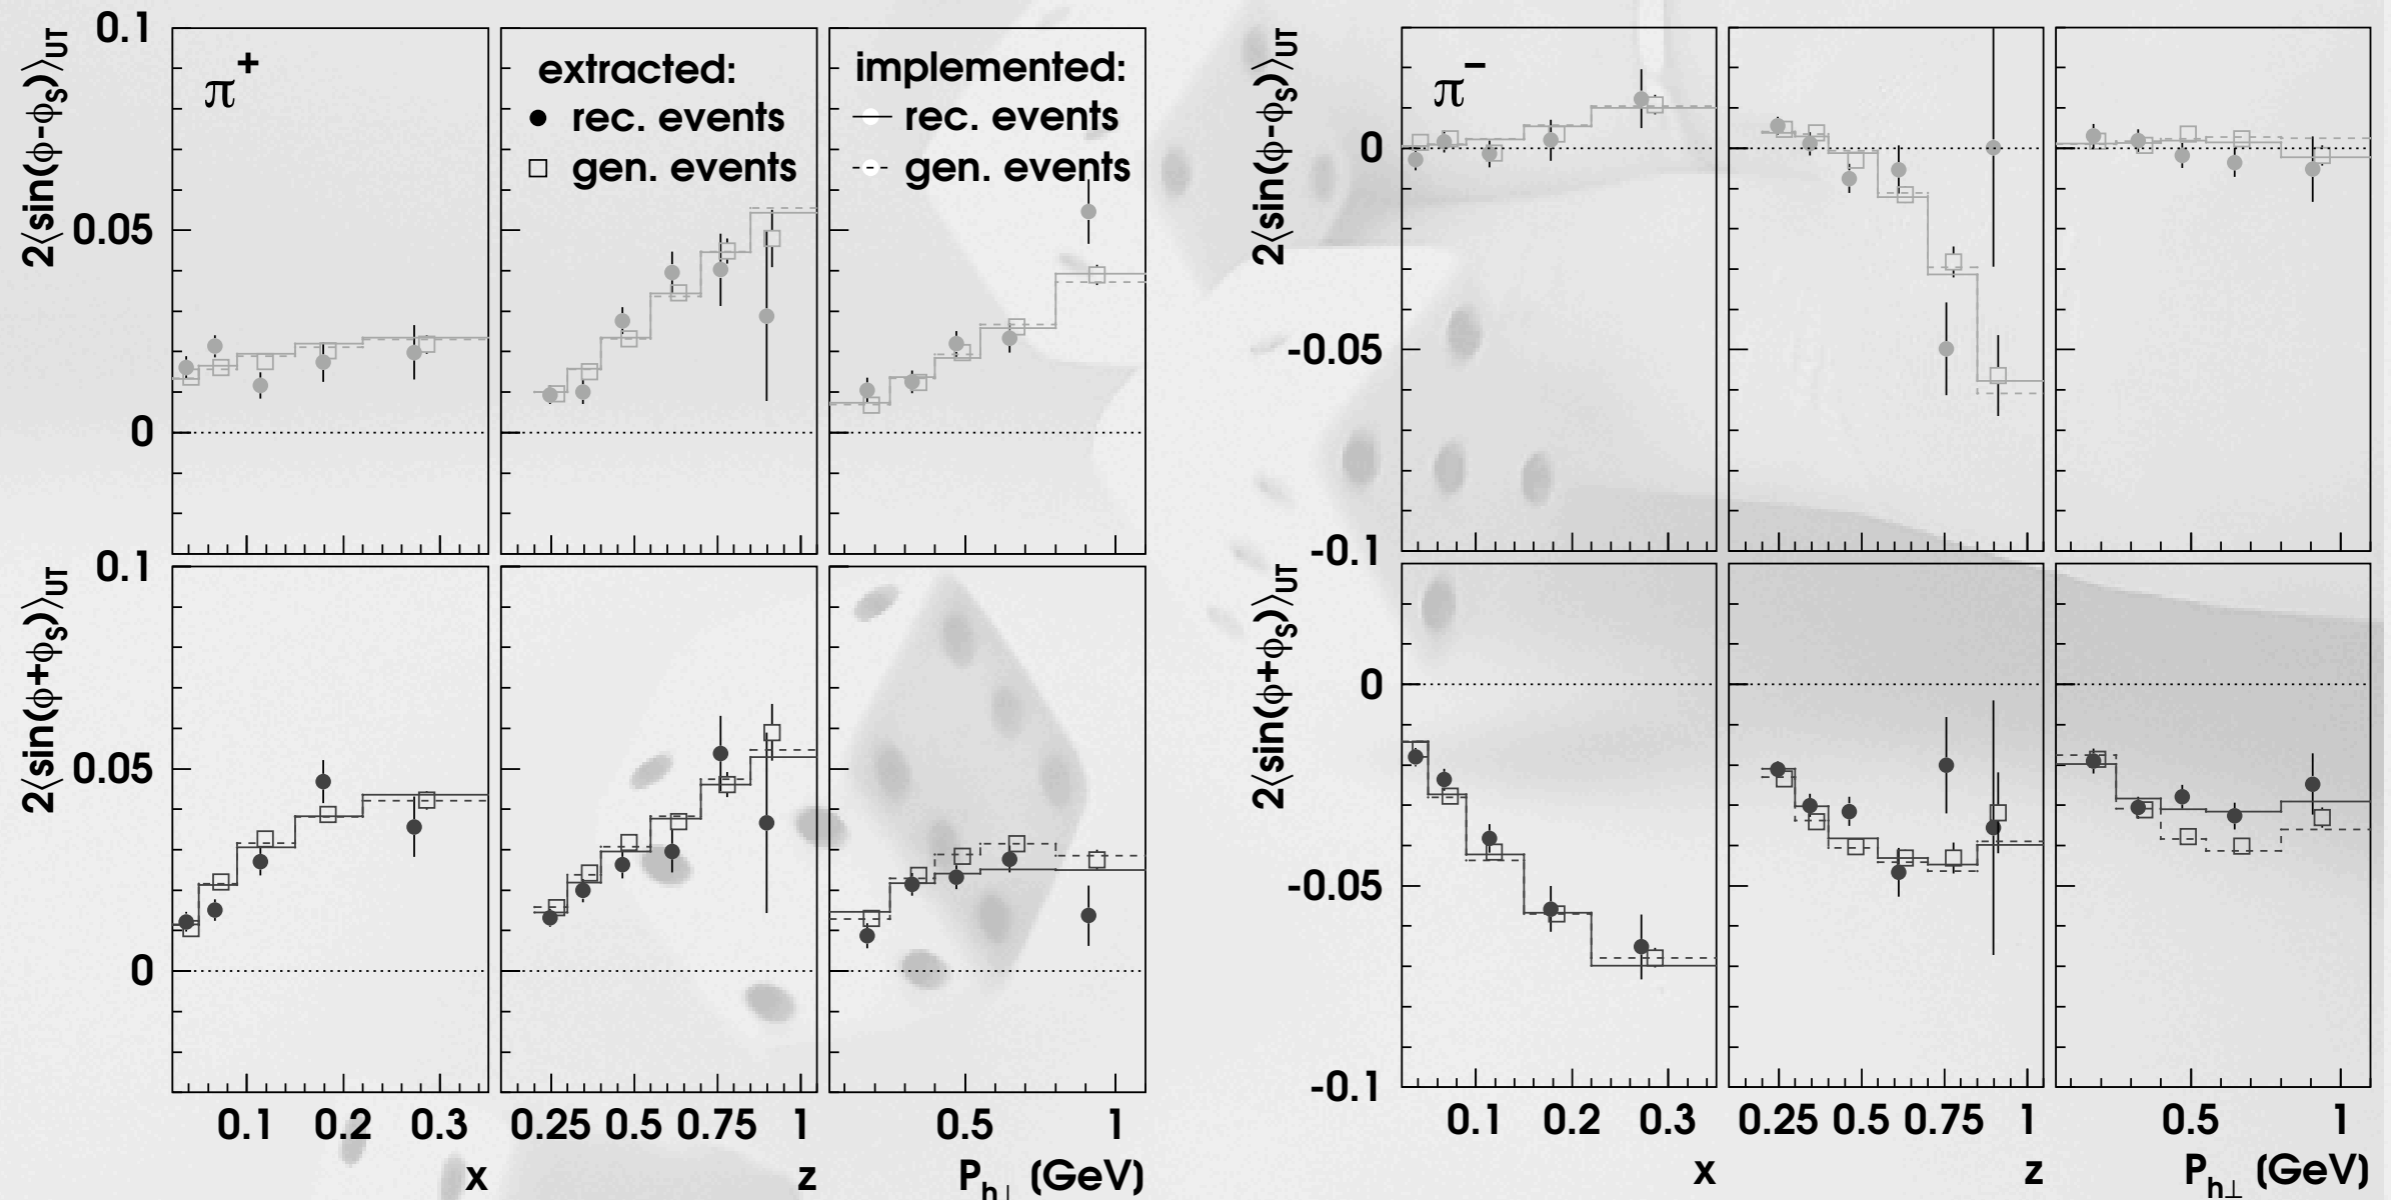 0.1
2⟨sin(ϕ-ϕS)⟩UT
0.05
0
π+
extracted:
rec. events
gen. events
implemented:
rec. events
gen. events
0.1
2⟨sin(ϕ+ϕS)⟩UT
0.05
0
0.1 0.2 0.3
x
0.25 0.5 0.75 1
z
0.5 1
Ph⊥ (GeV)
2⟨sin(ϕ-ϕS)⟩UT
0
-0.05
-0.1
π−
2⟨sin(ϕ+ϕS)⟩UT
0
-0.05
-0.1
0.1 0.2 0.3
x
0.25 0.5 0.75 1
z
0.5 1
Ph⊥ (GeV)